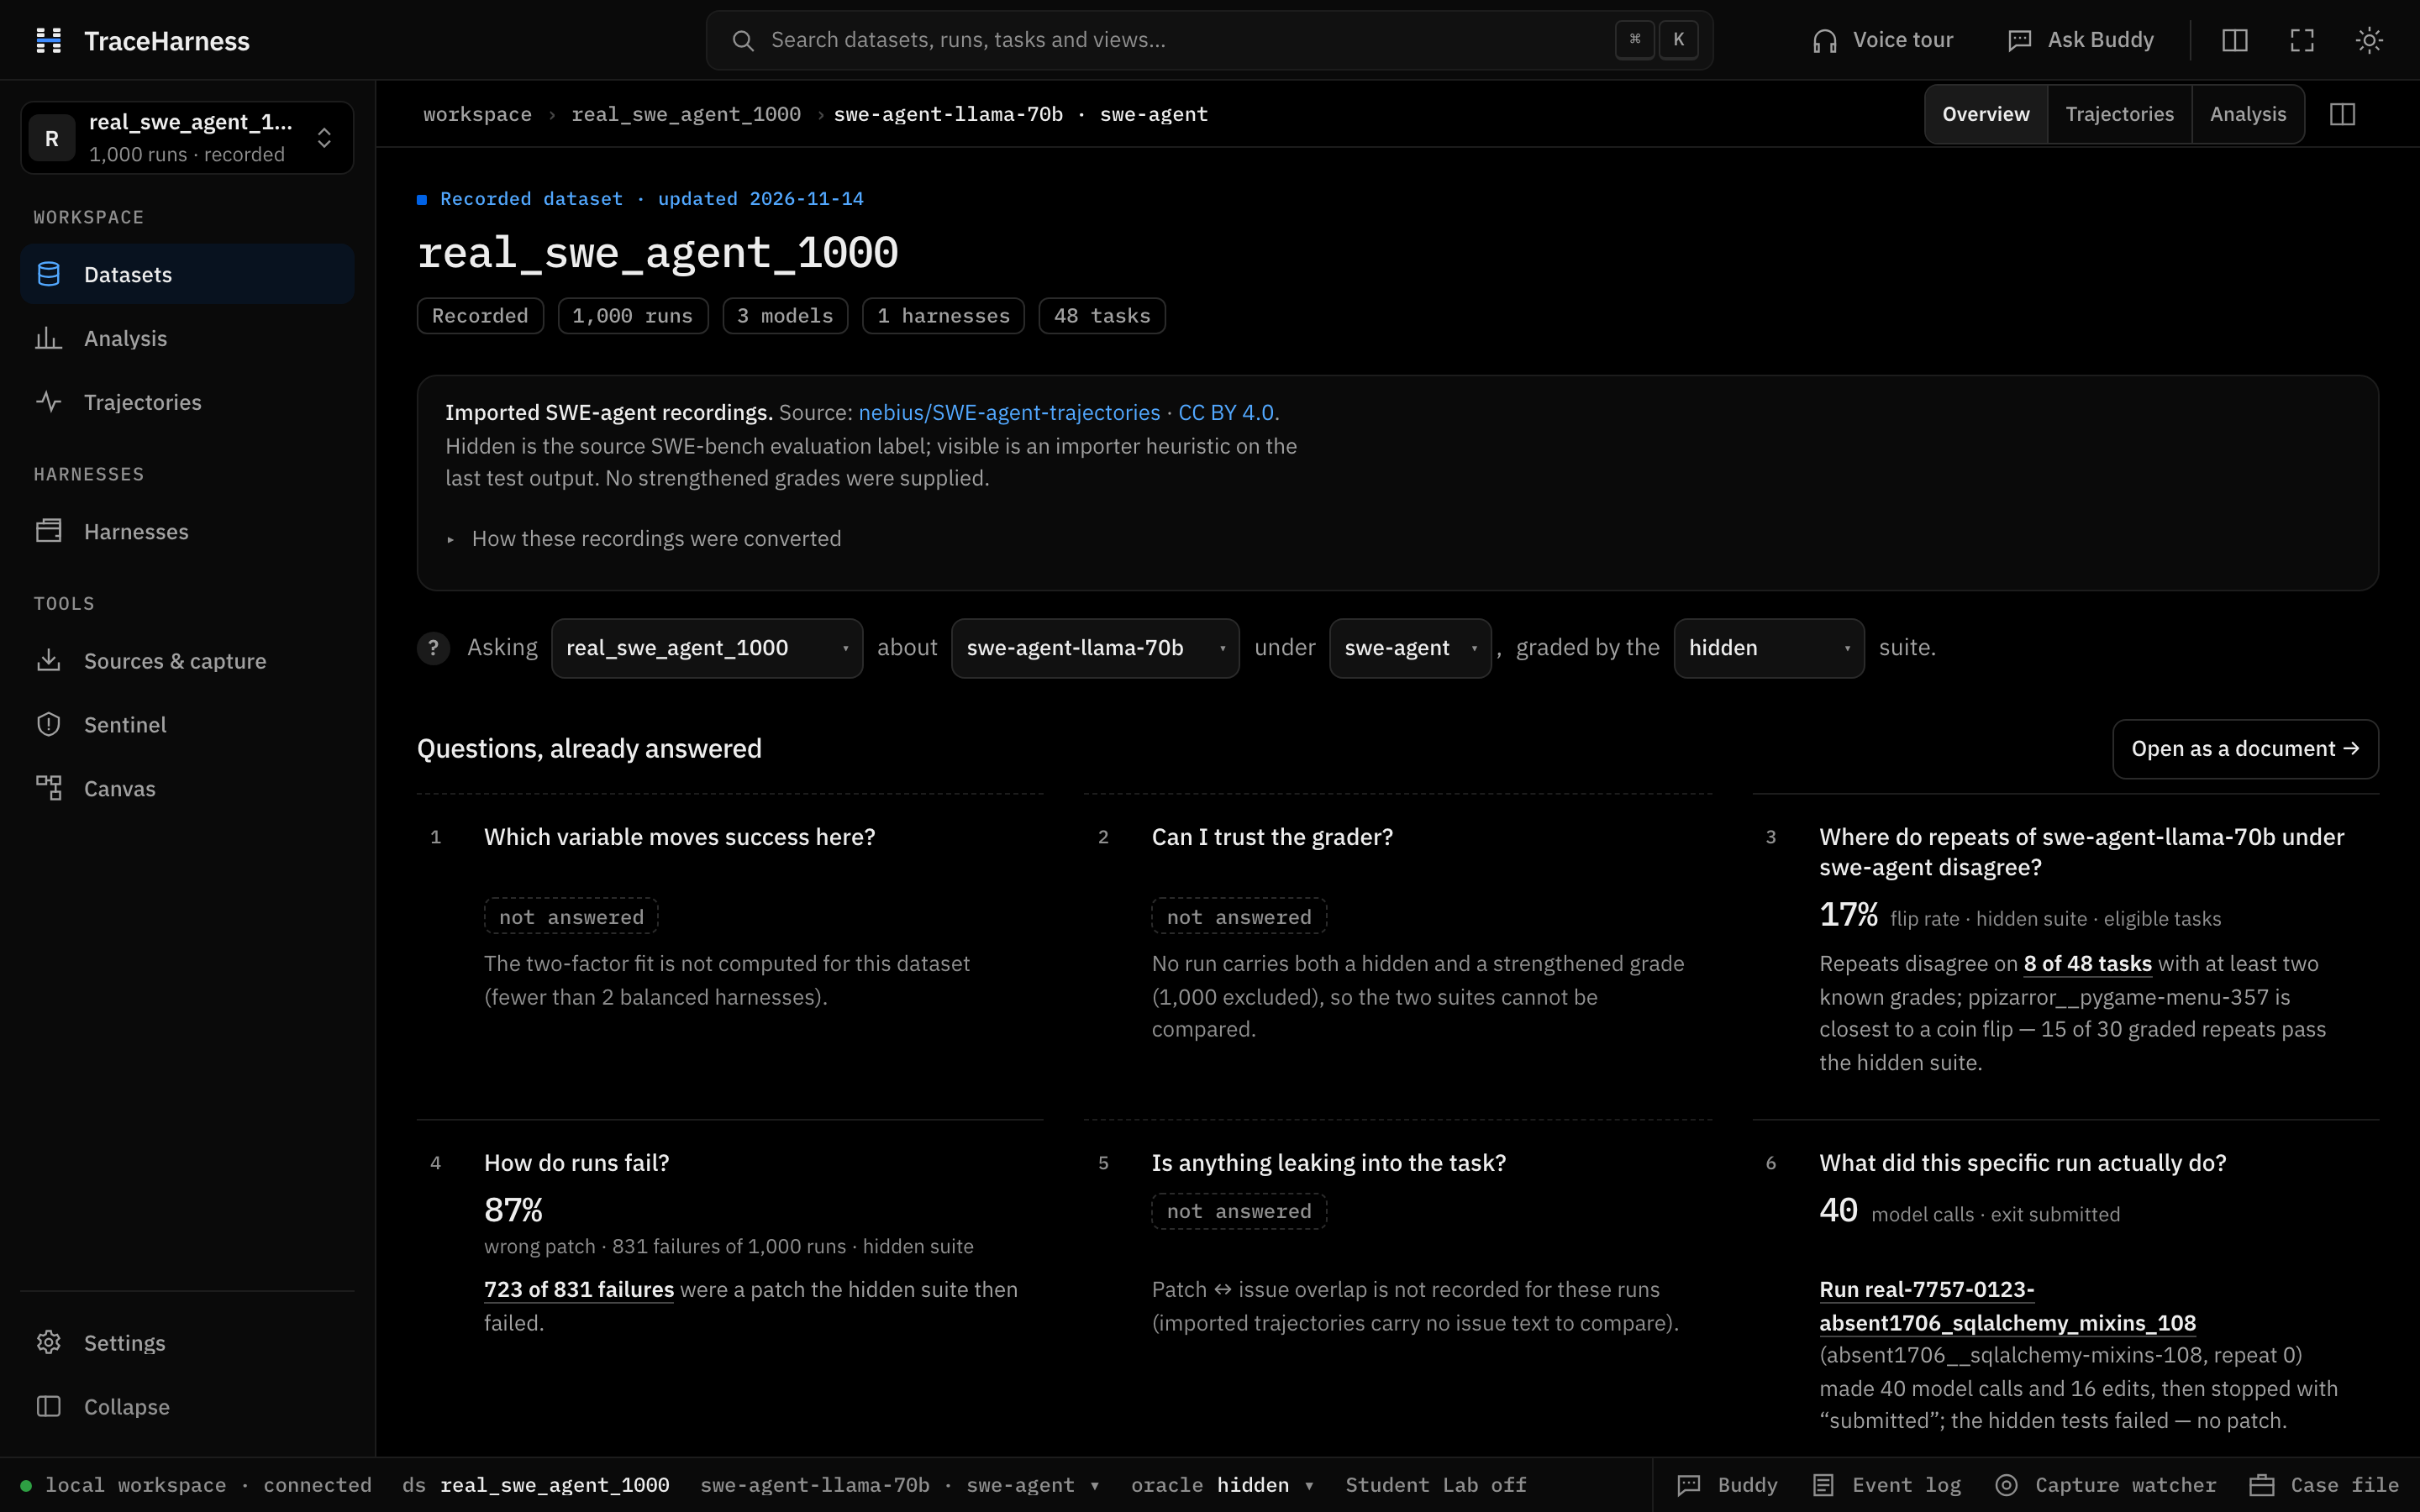 TraceHarness
Search datasets, runs, tasks and views...
⌘ K
Voice tour
Ask Buddy
R
real_swe_agent_1...
1,000 runs · recorded
WORKSPACE
Datasets
Analysis
Trajectories
HARNESSES
Harnesses
TOOLS
Sources & capture
Sentinel
Canvas
Settings
Collapse
workspace › real_swe_agent_1000 › swe-agent-llama-70b · swe-agent
Overview
Trajectories
Analysis
Recorded dataset · updated 2026-11-14
real_swe_agent_1000
Recorded
1,000 runs
3 models
1 harnesses
48 tasks
Imported SWE-agent recordings. Source: nebius/SWE-agent-trajectories · CC BY 4.0.
Hidden is the source SWE-bench evaluation label; visible is an importer heuristic on the
last test output. No strengthened grades were supplied.
▸ How these recordings were converted
? Asking real_swe_agent_1000 ▾ about swe-agent-llama-70b ▾ under swe-agent ▾ , graded by the hidden ▾ suite.
Questions, already answered
Open as a document →
1 Which variable moves success here?
not answered
The two-factor fit is not computed for this dataset
(fewer than 2 balanced harnesses).
2 Can I trust the grader?
not answered
No run carries both a hidden and a strengthened grade
(1,000 excluded), so the two suites cannot be
compared.
3 Where do repeats of swe-agent-llama-70b under
swe-agent disagree?
17% flip rate · hidden suite · eligible tasks
Repeats disagree on 8 of 48 tasks with at least two
known grades; ppizarror__pygame-menu-357 is
closest to a coin flip — 15 of 30 graded repeats pass
the hidden suite.
4 How do runs fail?
87%
wrong patch · 831 failures of 1,000 runs · hidden suite
723 of 831 failures were a patch the hidden suite then
failed.
5 Is anything leaking into the task?
not answered
Patch ↔ issue overlap is not recorded for these runs
(imported trajectories carry no issue text to compare).
6 What did this specific run actually do?
40 model calls · exit submitted
Run real-7757-0123-
absent1706_sqlalchemy_mixins_108
(absent1706__sqlalchemy-mixins-108, repeat 0)
made 40 model calls and 16 edits, then stopped with
“submitted”; the hidden tests failed — no patch.
local workspace · connected
ds real_swe_agent_1000
swe-agent-llama-70b · swe-agent ▾
oracle hidden ▾
Student Lab off
Buddy
Event log
Capture watcher
Case file